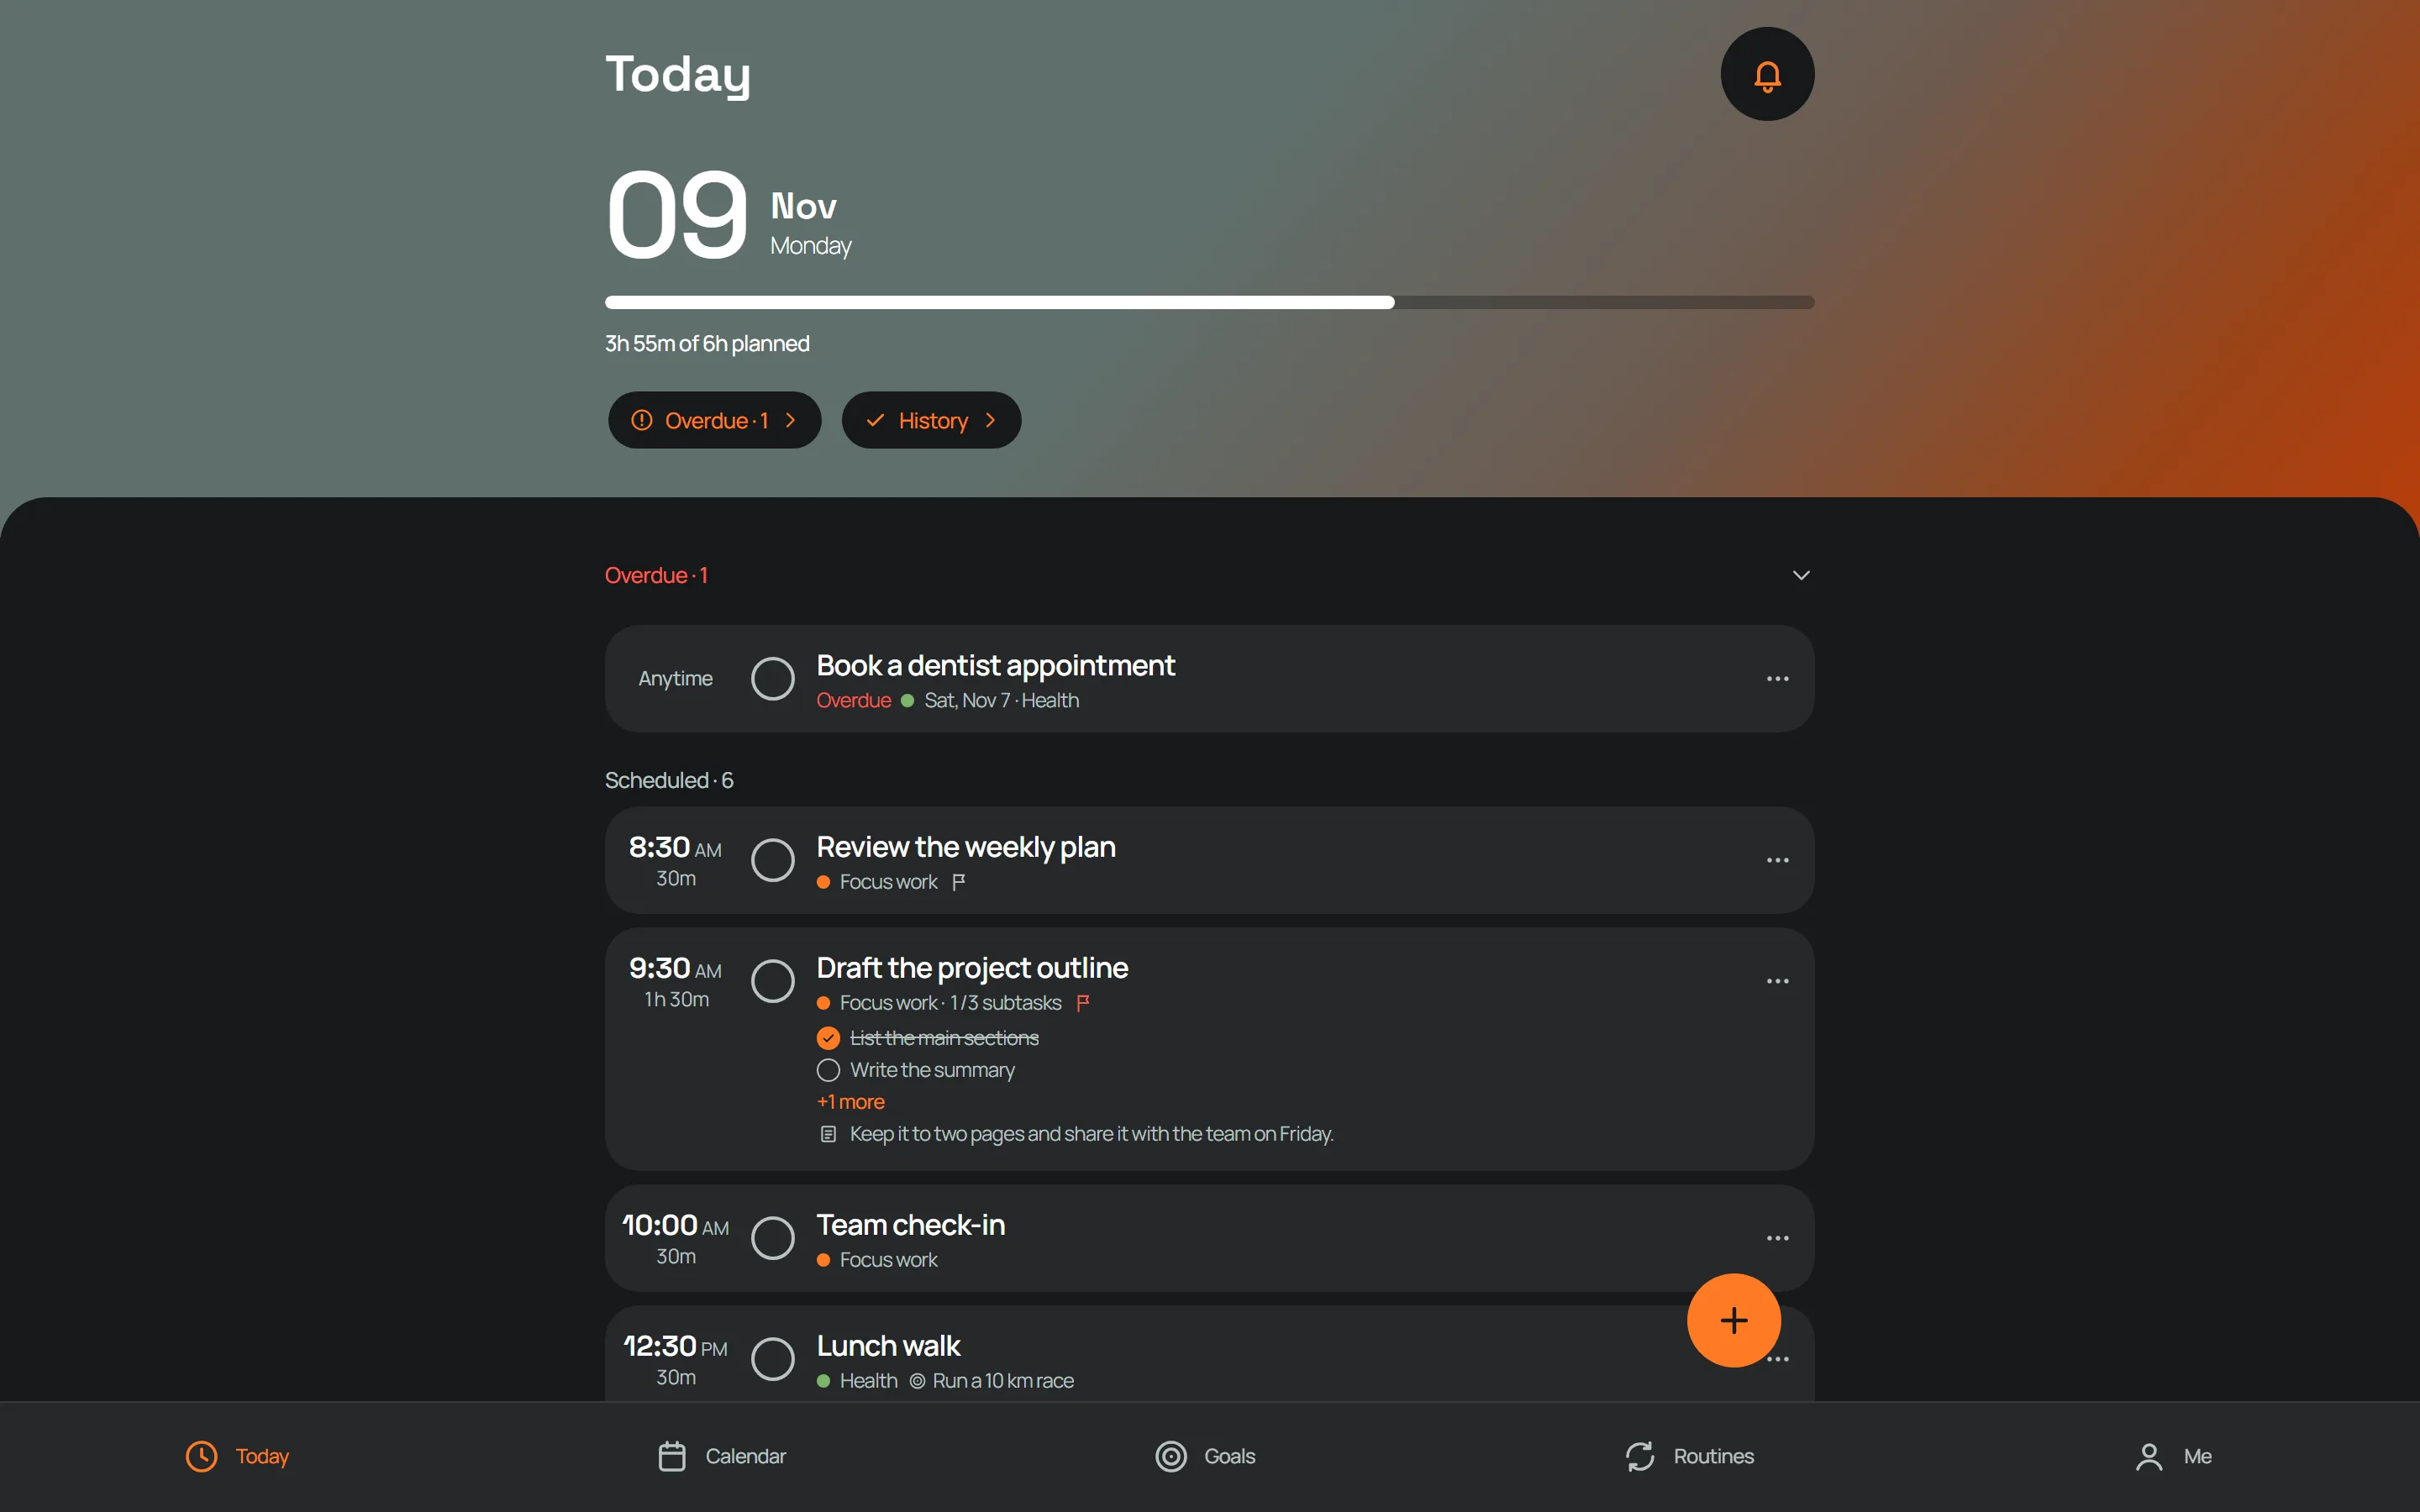 Today
09
Nov
Monday
3h 55m of 6h planned
Overdue · 1
History
Overdue · 1
Anytime
Book a dentist appointment
Overdue Sat, Nov 7 · Health
Scheduled · 6
8:30 AM
30m
Review the weekly plan
Focus work
9:30 AM
1h 30m
Draft the project outline
Focus work · 1/3 subtasks
List the main sections
Write the summary
+1 more
Keep it to two pages and share it with the team on Friday.
10:00 AM
30m
Team check-in
Focus work
12:30 PM
30m
Lunch walk
Health Run a 10 km race
Today
Calendar
Goals
Routines
Me